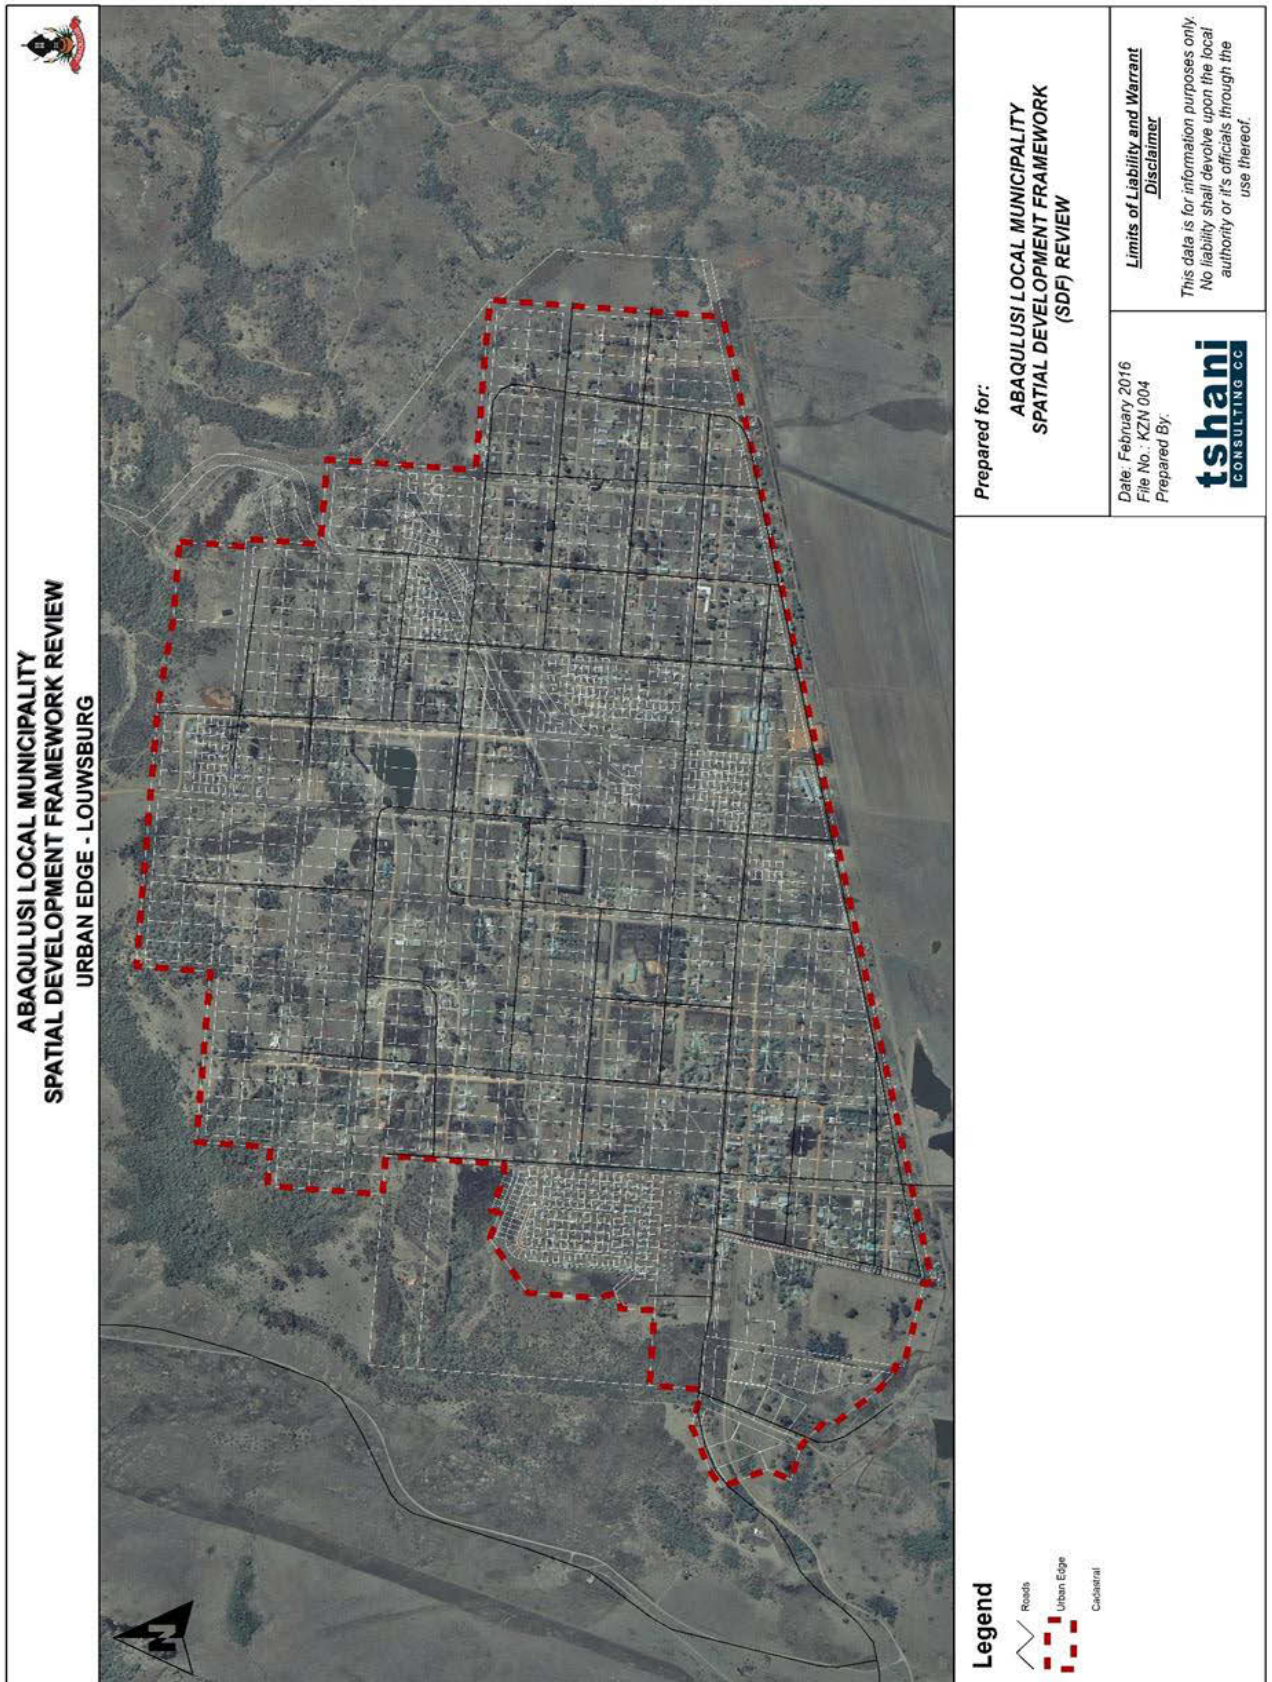 ABAQULUSI LOCAL MUNICIPALITY
SPATIAL DEVELOPMENT FRAMEWORK REVIEW
URBAN EDGE - LOUWSBURG
N
Legend
Roads
Urban Edge
Cadastral
Prepared for:
ABAQULUSI LOCAL MUNICIPALITY
SPATIAL DEVELOPMENT FRAMEWORK
(SDF) REVIEW
Date: February 2016
File No.: KZN 004
Prepared By:
tshani
CONSULTING CC
Limits of Liability and Warrant
Disclaimer
This data is for information purposes only.
No liability shall devolve upon the local
authority or it's officials through the
use thereof.